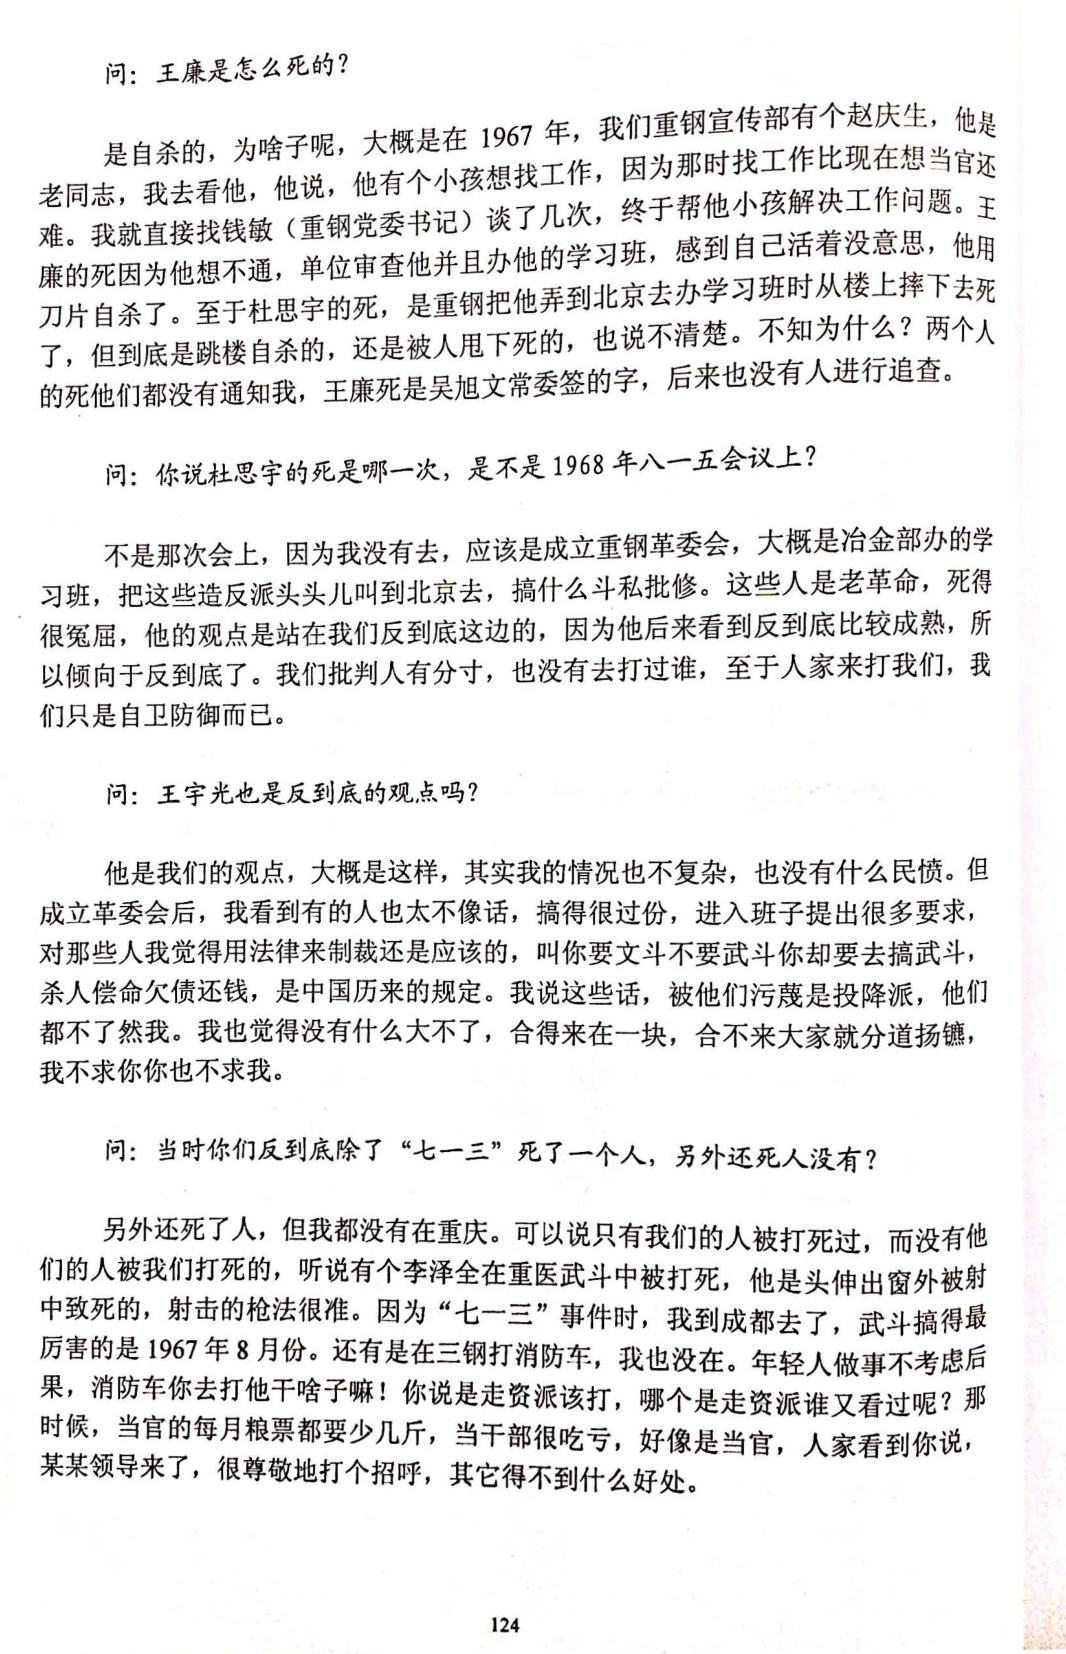 问：王廉是怎么死的？
是自杀的，为啥子呢，大概是在 1967 年，我们重钢宣传部有个赵庆生，他是
老同志，我去看他，他说，他有个小孩想找工作，因为那时找工作比现在想当官还
难。我就直接找钱敏（重钢党委书记）谈了几次，终于帮他小孩解决工作问题。王
廉的死因为他想不通，单位审查他并且办他的学习班，感到自己活着没意思，他用
刀片自杀了。至于杜思宇的死，是重钢把他弄到北京去办学习班时从楼上摔下去死
了，但到底是跳楼自杀的，还是被人甩下死的，也说不清楚。不知为什么？两个人
的死他们都没有通知我，王廉死是吴旭文常委签的字，后来也没有人进行追查。
问：你说杜思宇的死是哪一次，是不是 1968 年八一五会议上？
不是那次会上，因为我没有去，应该是成立重钢革委会，大概是冶金部办的学
习班，把这些造反派头头儿叫到北京去，搞什么斗私批修。这些人是老革命，死得
很冤屈，他的观点是站在我们反到底这边的，因为他后来看到反到底比较成熟，所
以倾向于反到底了。我们批判人有分寸，也没有去打过谁，至于人家来打我们，我
们只是自卫防御而已。
问：王宇光也是反到底的观点吗？
他是我们的观点，大概是这样，其实我的情况也不复杂，也没有什么民愤。但
成立革委会后，我看到有的人也太不像话，搞得很过份，进入班子提出很多要求，
对那些人我觉得用法律来制裁还是应该的，叫你要文斗不要武斗你却要去搞武斗，
杀人偿命欠债还钱，是中国历来的规定。我说这些话，被他们污蔑是投降派，他们
都不了然我。我也觉得没有什么大不了，合得来在一块，合不来大家就分道扬镳，
我不求你你也不求我。
问：当时你们反到底除了“七一三”死了一个人，另外还死人没有？
另外还死了人，但我都没有在重庆。可以说只有我们的人被打死过，而没有他
们的人被我们打死的，听说有个李泽全在重医武斗中被打死，他是头伸出窗外被射
中致死的，射击的枪法很准。因为“七一三”事件时，我到成都去了，武斗搞得最
厉害的是 1967 年 8 月份。还有是在三钢打消防车，我也没在。年轻人做事不考虑后
果，消防车你去打他干啥子嘛！你说是走资派该打，哪个是走资派谁又看过呢？那
时候，当官的每月粮票都要少几斤，当干部很吃亏，好像是当官，人家看到你说，
某某领导来了，很尊敬地打个招呼，其它得不到什么好处。
124